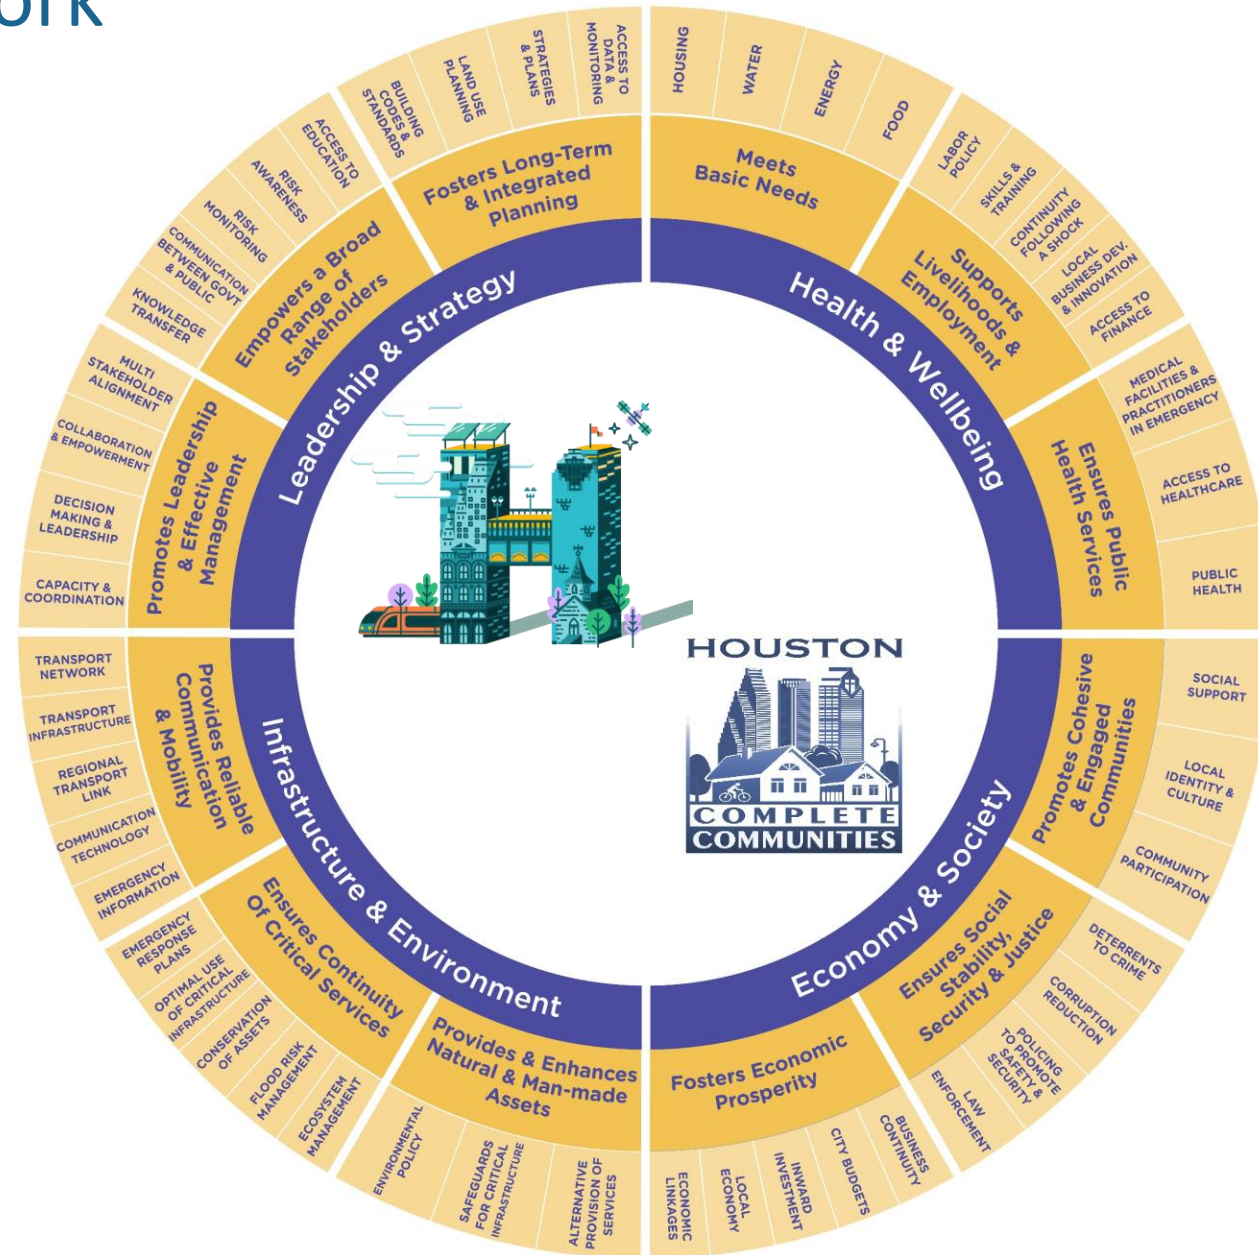 HOUSING
WATER
ENERGY
FOOD
Meets
Basic Needs
LABOR
POLICY
SKILLS &
TRAINING
CONTINUITY
FOLLOWING
A SHOCK
LOCAL
BUSINESS DEV.
& INNOVATION
ACCESS TO
FINANCE
Supports
Livelihoods &
Employment
MEDICAL
FACILITIES &
PRACTITIONERS
IN EMERGENCY
ACCESS TO
HEALTHCARE
PUBLIC
HEALTH
Ensures Public
Health Services
Health & Wellbeing
SOCIAL
SUPPORT
LOCAL
IDENTITY &
CULTURE
COMMUNITY
PARTICIPATION
Promotes Cohesive
& Engaged
Communities
DETERRENTS
TO CRIME
CORRUPTION
REDUCTION
POLICING
TO PROMOTE
SAFETY &
SECURITY
LAW
ENFORCEMENT
Ensures Social
Stability,
Security & Justice
BUSINESS
CONTINUITY
CITY BUDGETS
INWARD
INVESTMENT
LOCAL
ECONOMY
ECONOMIC
LINKAGES
Fosters Economic
Prosperity
Economy & Society
ALTERNATIVE
PROVISION OF
SERVICES
SAFEGUARDS
FOR CRITICAL
INFRASTRUCTURE
ENVIRONMENTAL
POLICY
Provides & Enhances
Natural & Man-made
Assets
ECOSYSTEM
MANAGEMENT
FLOOD RISK
MANAGEMENT
CONSERVATION
OF ASSETS
OPTIMAL USE
OF CRITICAL
INFRASTRUCTURE
EMERGENCY
RESPONSE
PLANS
Ensures Continuity
Of Critical Services
EMERGENCY
INFORMATION
COMMUNICATION
TECHNOLOGY
REGIONAL
TRANSPORT
LINK
TRANSPORT
INFRASTRUCTURE
TRANSPORT
NETWORK
Provides Reliable
Communication
& Mobility
Infrastructure & Environment
CAPACITY &
COORDINATION
DECISION
MAKING &
LEADERSHIP
COLLABORATION
& EMPOWERMENT
MULTI
STAKEHOLDER
ALIGNMENT
Promotes Leadership
& Effective
Management
KNOWLEDGE
TRANSFER
COMMUNICATION
BETWEEN GOVT
& PUBLIC
RISK
MONITORING
RISK
AWARENESS
ACCESS TO
EDUCATION
Empowers a Broad
Range of
Stakeholders
BUILDING
CODES &
STANDARDS
LAND USE
PLANNING
STRATEGIES
& PLANS
ACCESS TO
DATA &
MONITORING
Fosters Long-Term
& Integrated
Planning
Leadership & Strategy
HOUSTON
COMPLETE
COMMUNITIES